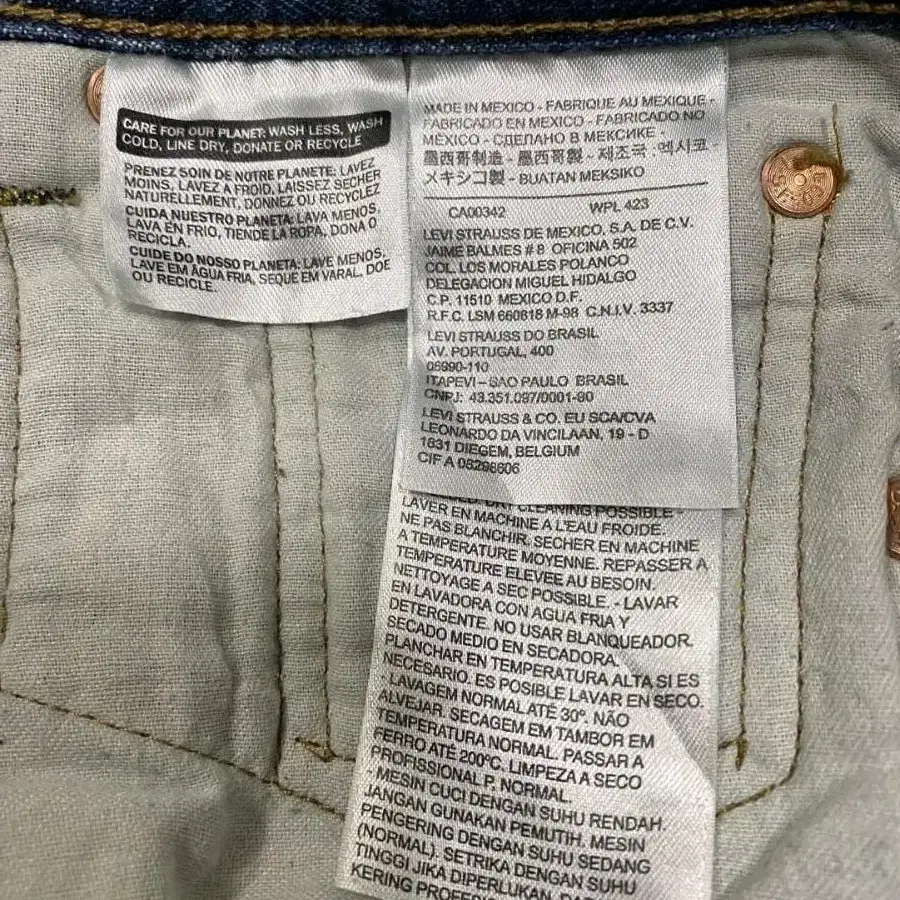 CARE FOR OUR PLANET: WASH LESS, WASH
COLD, LINE DRY, DONATE OR RECYCLE
PRENEZ SOIN DE NOTRE PLANETE: LAVEZ
MOINS, LAVEZ A FROID, LAISSEZ SECHER
NATURELLEMENT, DONNEZ OU RECYCLEZ
CUIDA NUESTRO PLANETA: LAVA MENOS,
LAVA EN FRIO, TIENDE LA ROPA, DONA O
RECICLA.
CUIDE DO NOSSO PLANETA: LAVE MENOS,
LAVE EM ÁGUA FRIA, SEQUE EM VARAL, DOE
OU RECICLE.
MADE IN MEXICO - FABRIQUE AU MEXIQUE -
FABRICADO EN MEXICO - FABRICADO NO
MÉXICO - СДЕЛАНО В МЕКСИКЕ -
墨西哥制造 - 墨西哥製 - 제조국 :멕시코 -
メキシコ製 - BUATAN MEKSIKO
CA00342 WPL 423
LEVI STRAUSS DE MEXICO, S.A. DE C.V.
JAIME BALMES # 8 OFICINA 502
COL. LOS MORALES POLANCO
DELEGACION MIGUEL HIDALGO
C.P. 11510 MEXICO D.F.
R.F.C. LSM 660618 M-98 C.N.I.V. 3337
LEVI STRAUSS DO BRASIL
AV. PORTUGAL, 400
06690-110
ITAPEVI – SAO PAULO BRASIL
CNPJ: 43.351.097/0001-80
LEVI STRAUSS & CO. EU SCA/CVA
LEONARDO DA VINCILAAN, 19 - D
1831 DIEGEM, BELGIUM
CIF A 08298606
DRY CLEANING POSSIBLE -
LAVER EN MACHINE A L'EAU FROIDE.
NE PAS BLANCHIR. SECHER EN MACHINE
A TEMPERATURE MOYENNE. REPASSER A
TEMPERATURE ELEVEE AU BESOIN.
NETTOYAGE A SEC POSSIBLE. - LAVAR
EN LAVADORA CON AGUA FRIA Y
DETERGENTE. NO USAR BLANQUEADOR.
SECADO MEDIO EN SECADORA.
PLANCHAR EN TEMPERATURA ALTA SI ES
NECESARIO. ES POSIBLE LAVAR EN SECO.
- LAVAGEM NORMAL ATÉ 30°. NÃO
ALVEJAR. SECAGEM EM TAMBOR EM
TEMPERATURA NORMAL. PASSAR A
FERRO ATÉ 200°C. LIMPEZA A SECO
PROFISSIONAL P, NORMAL.
- MESIN CUCI DENGAN SUHU RENDAH.
JANGAN GUNAKAN PEMUTIH. MESIN
PENGERING DENGAN SUHU SEDANG
(NORMAL). SETRIKA DENGAN SUHU
TINGGI JIKA DIPERLUKAN.
KERING